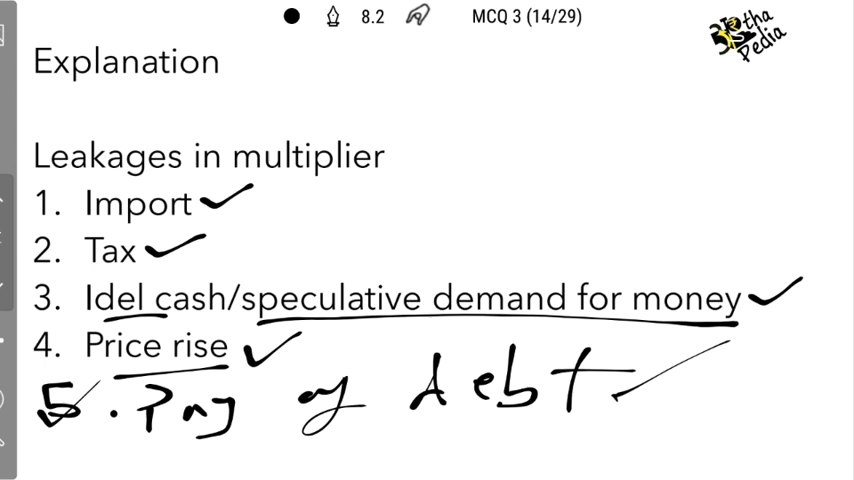 8.2 MCQ 3 (14/29)
Pedia
Explanation
Leakages in multiplier
1. Import
2. Tax
3. Idel cash/speculative demand for money
4. Price rise
5. Pay of debt